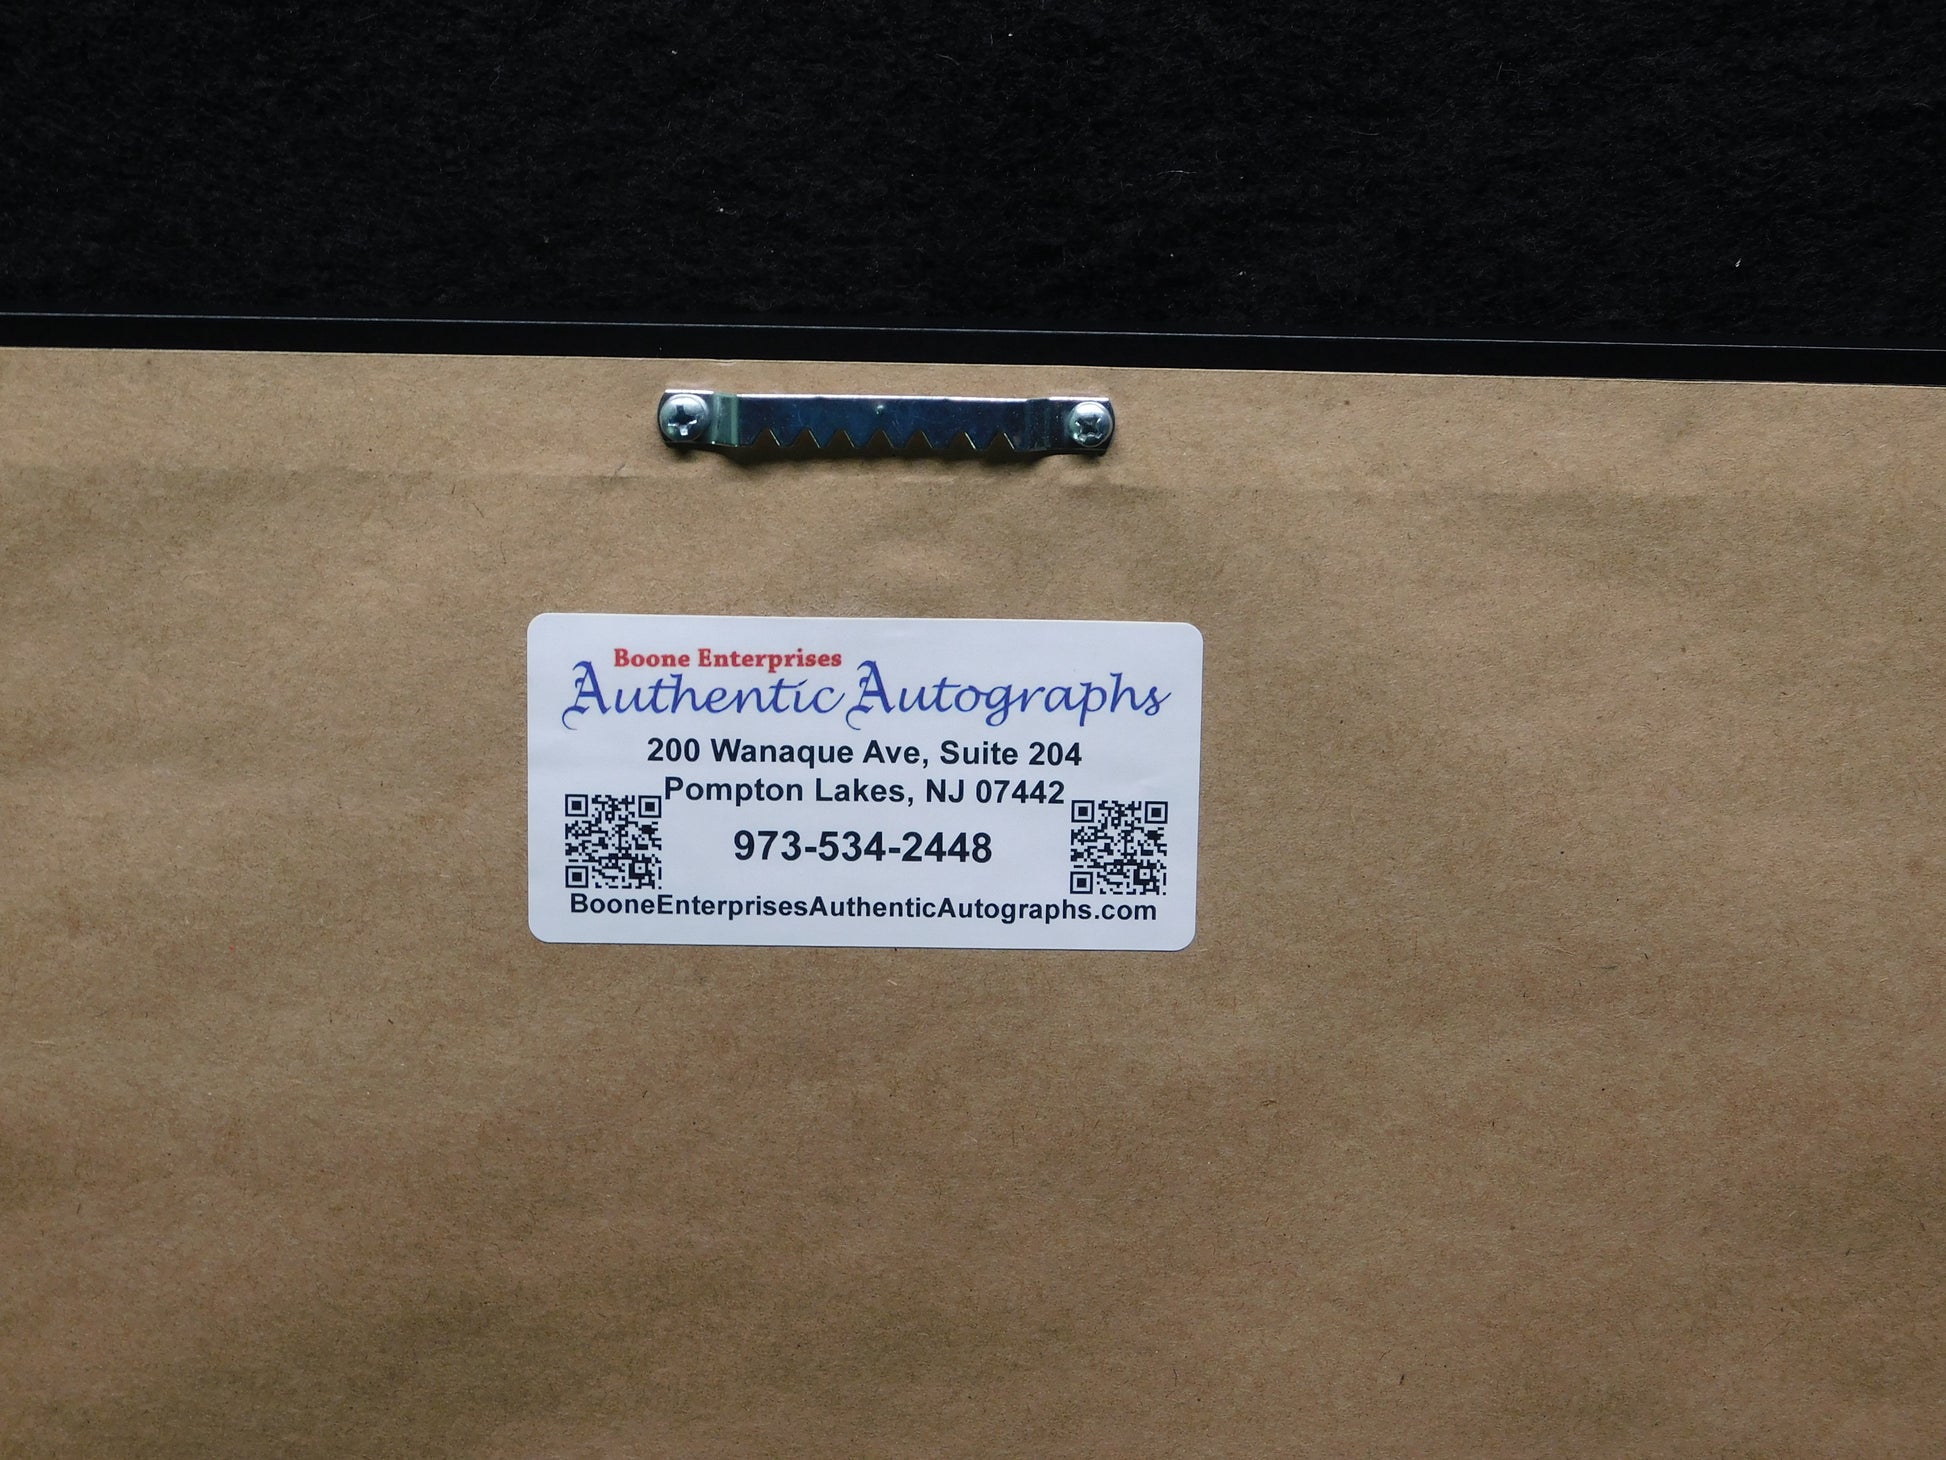 Boone Enterprises
Authentic Autographs
200 Wanaque Ave, Suite 204
Pompton Lakes, NJ 07442
973-534-2448
BooneEnterprisesAuthenticAutographs.com